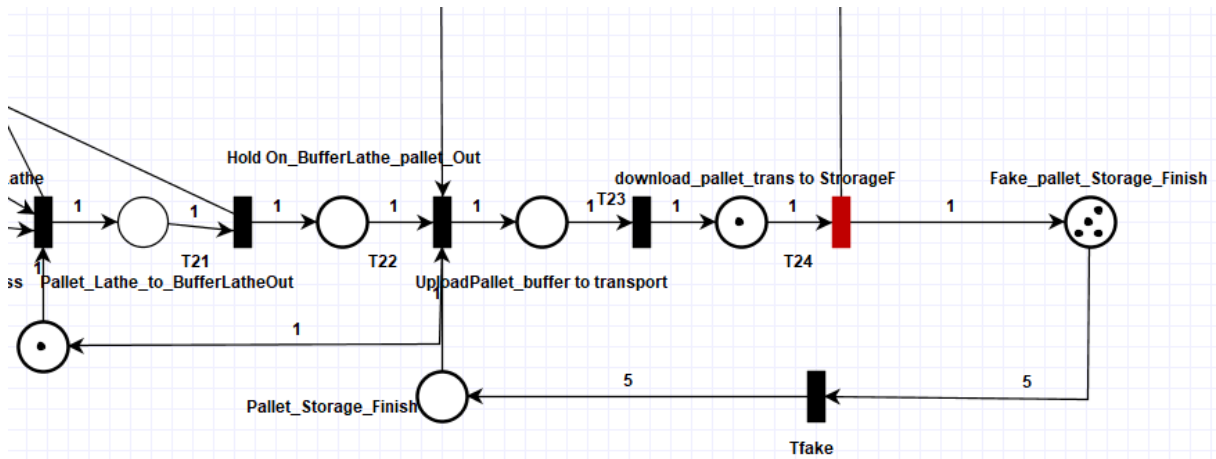 Hold On_BufferLathe_pallet_Out
.athe
download_pallet_trans to StrorageF
Fake_pallet_Storage_Finish
1
1
1
1
1
1
T23
1
1
1
T21
T22
T24
1
ss
Pallet_Lathe_to_BufferLatheOut
UploadPallet_buffer to transport
1
1
5
5
Pallet_Storage_Finish
Tfake